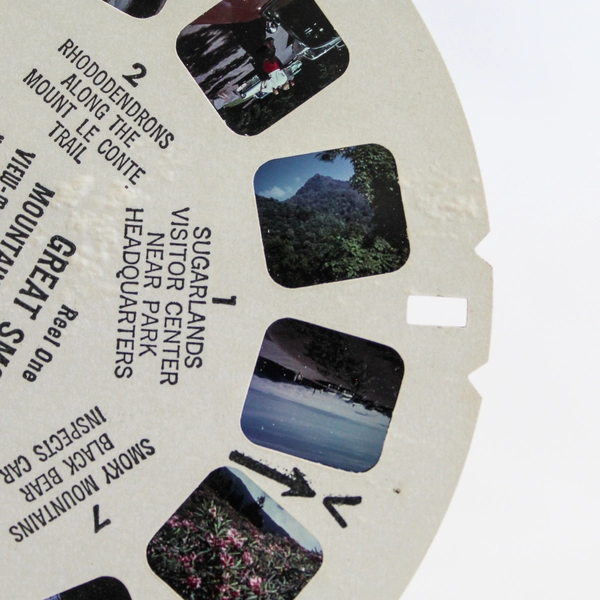 2
RHODODENDRONS
ALONG THE
MOUNT LE CONTE
TRAIL
1
SUGARLANDS
VISITOR CENTER
NEAR PARK
HEADQUARTERS
7
SMOKY MOUNTAINS
BLACK BEAR
INSPECTS CAR
Reel One
GREAT